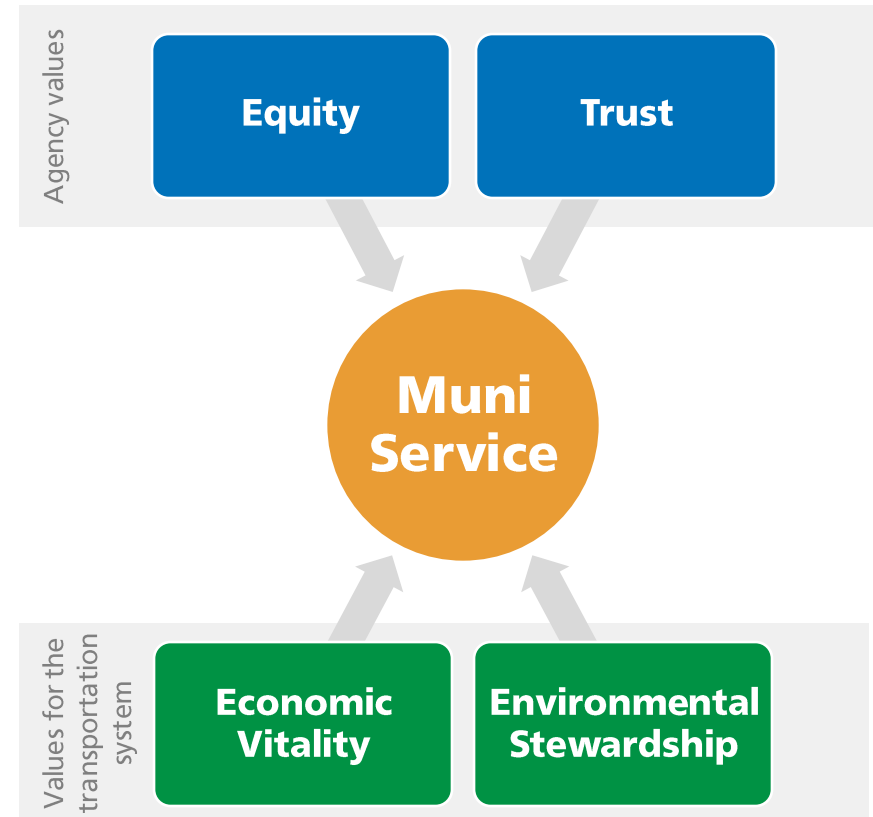 Agency values
Equity
Trust
Muni
Service
Values for the
transportation
system
Economic
Vitality
Environmental
Stewardship